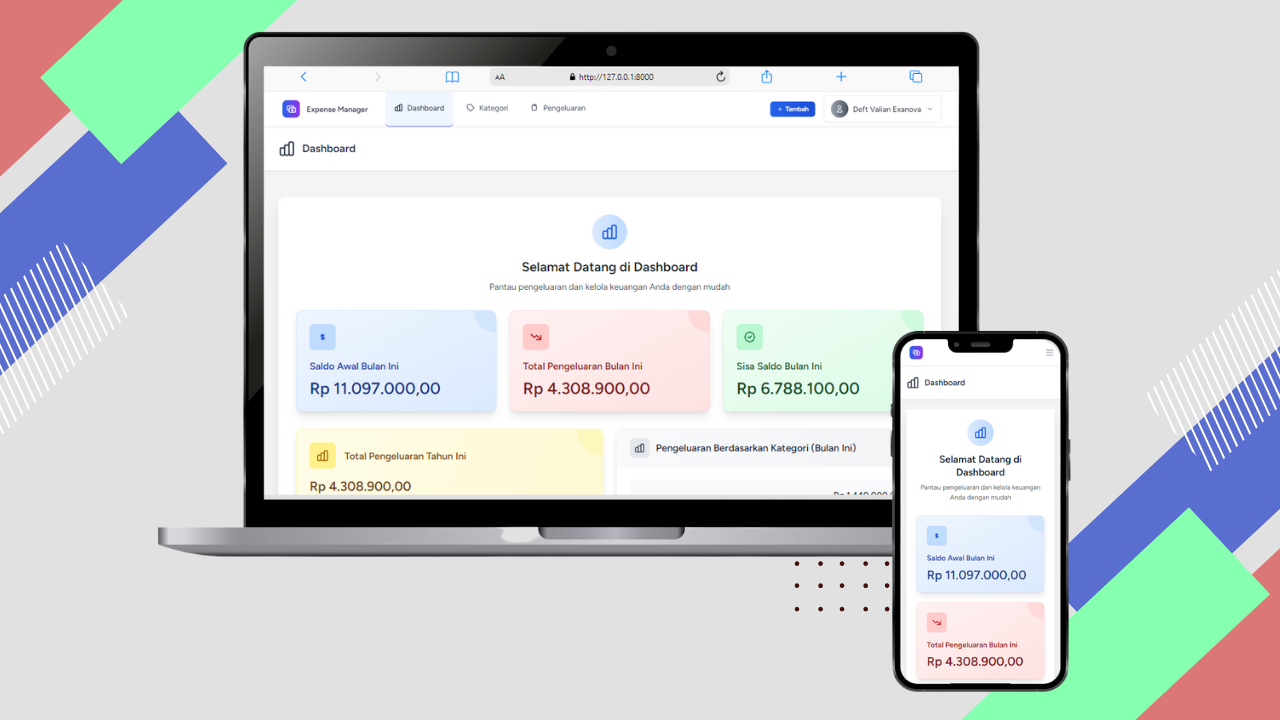 AA http://127.0.0.1:8000
Expense Manager Dashboard Kategori Pengeluaran + Tambah Deft Valian Exanova
Dashboard
Selamat Datang di Dashboard
Pantau pengeluaran dan kelola keuangan Anda dengan mudah
$
Saldo Awal Bulan Ini
Rp 11.097.000,00
Total Pengeluaran Bulan Ini
Rp 4.308.900,00
Sisa Saldo Bulan Ini
Rp 6.788.100,00
Total Pengeluaran Tahun Ini
Rp 4.308.900,00
Pengeluaran Berdasarkan Kategori (Bulan Ini)
Dashboard
Selamat Datang di
Dashboard
Pantau pengeluaran dan kelola keuangan
Anda dengan mudah
$
Saldo Awal Bulan Ini
Rp 11.097.000,00
Total Pengeluaran Bulan Ini
Rp 4.308.900,00